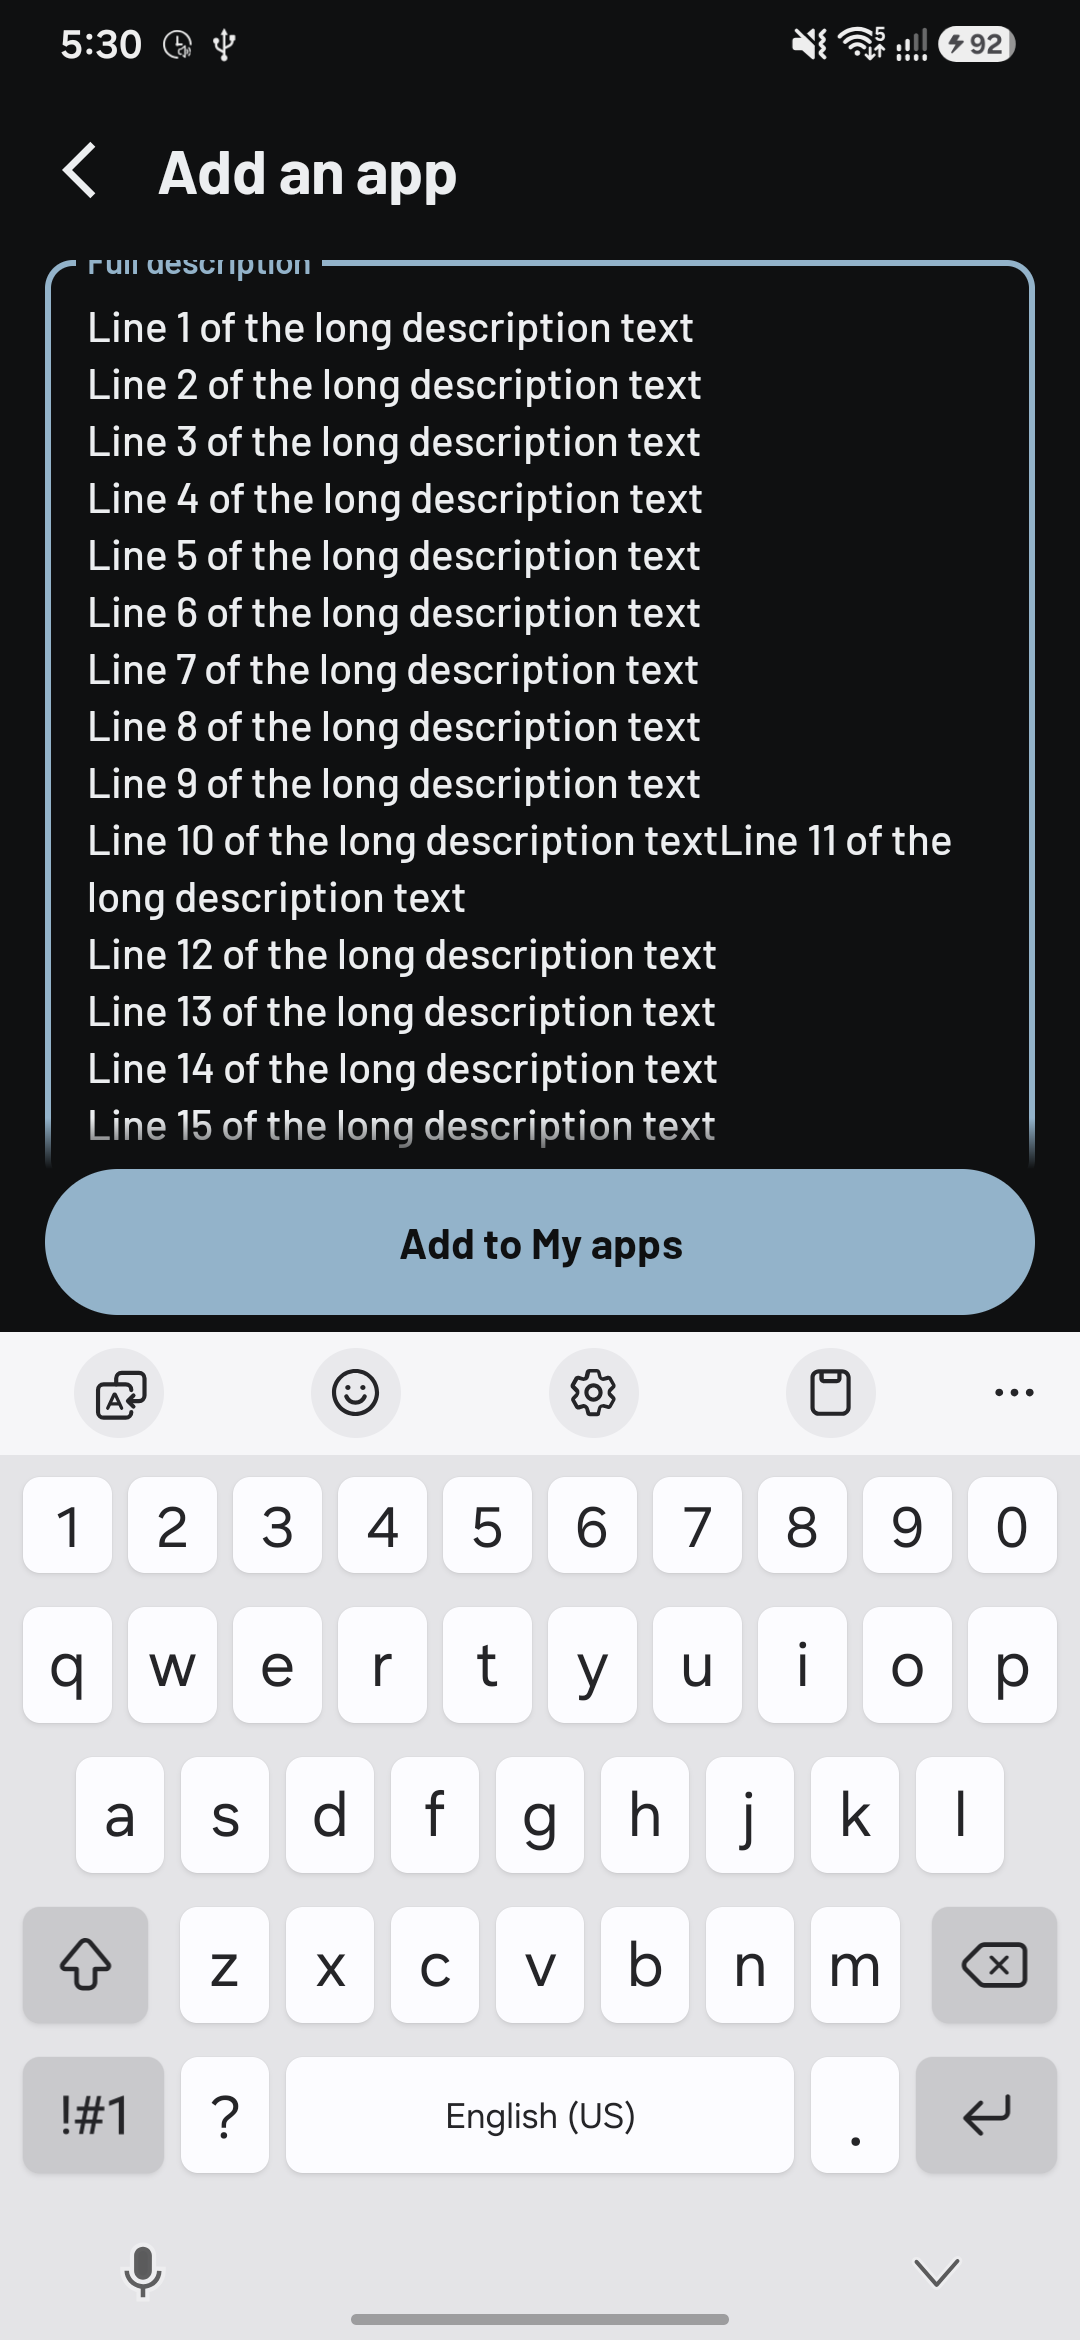 5:30
5
92
Add an app
Full description
Line 1 of the long description text
Line 2 of the long description text
Line 3 of the long description text
Line 4 of the long description text
Line 5 of the long description text
Line 6 of the long description text
Line 7 of the long description text
Line 8 of the long description text
Line 9 of the long description text
Line 10 of the long description textLine 11 of the
long description text
Line 12 of the long description text
Line 13 of the long description text
Line 14 of the long description text
Line 15 of the long description text
Add to My apps
A
1 2 3 4 5 6 7 8 9 0
q w e r t y u i o p
a s d f g h j k l
z x c v b n m
!#1 ? English (US) .